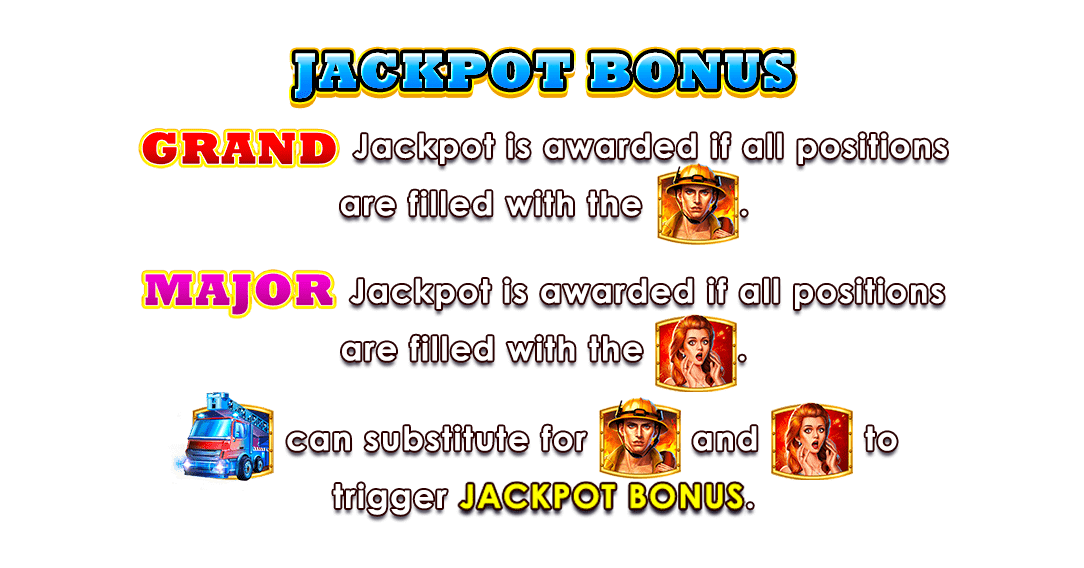 JACKPOT BONUS
GRAND Jackpot is awarded if all positions
are filled with the .
MAJOR Jackpot is awarded if all positions
are filled with the .
can substitute for and to
trigger JACKPOT BONUS.